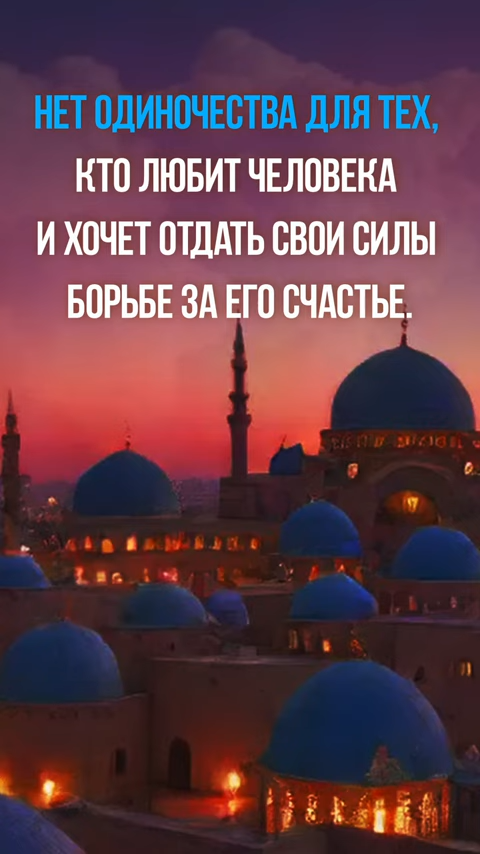 НЕТ ОДИНОЧЕСТВА ДЛЯ ТЕХ,
КТО ЛЮБИТ ЧЕЛОВЕКА
И ХОЧЕТ ОТДАТЬ СВОИ СИЛЫ
БОРЬБЕ ЗА ЕГО СЧАСТЬЕ.